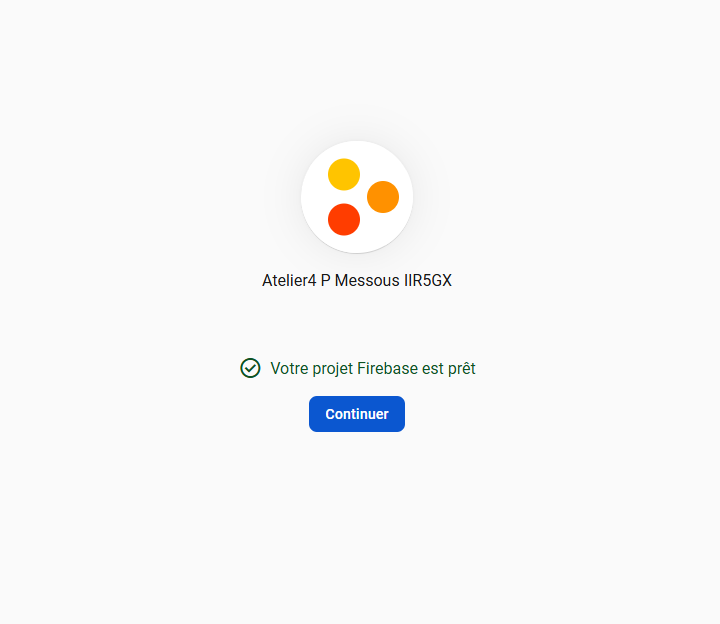 Atelier4 P Messous IIR5GX
Votre projet Firebase est prêt
Continuer